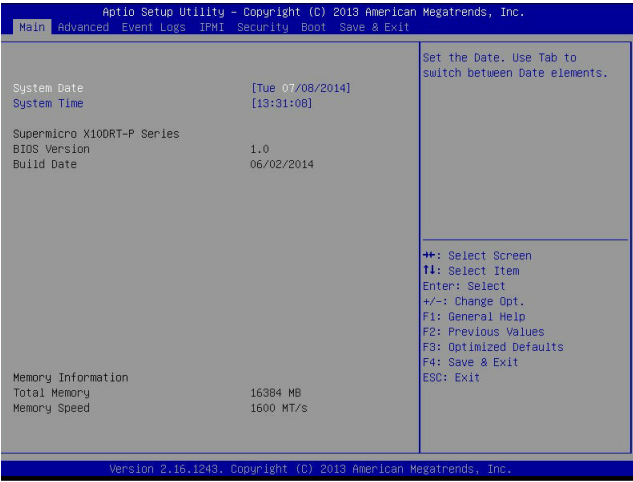 Aptio Setup Utility – Copyright (C) 2013 American Megatrends, Inc.
Main Advanced Event Logs IPMI Security Boot Save & Exit
System Date [Tue 07/08/2014]
System Time [13:31:08]
Supermicro X10DRT-P Series
BIOS Version 1.0
Build Date 06/02/2014
Memory Information
Total Memory 16384 MB
Memory Speed 1600 MT/s
Set the Date. Use Tab to
switch between Date elements.
→←: Select Screen
↑↓: Select Item
Enter: Select
+/-: Change Opt.
F1: General Help
F2: Previous Values
F3: Optimized Defaults
F4: Save & Exit
ESC: Exit
Version 2.16.1243. Copyright (C) 2013 American Megatrends, Inc.